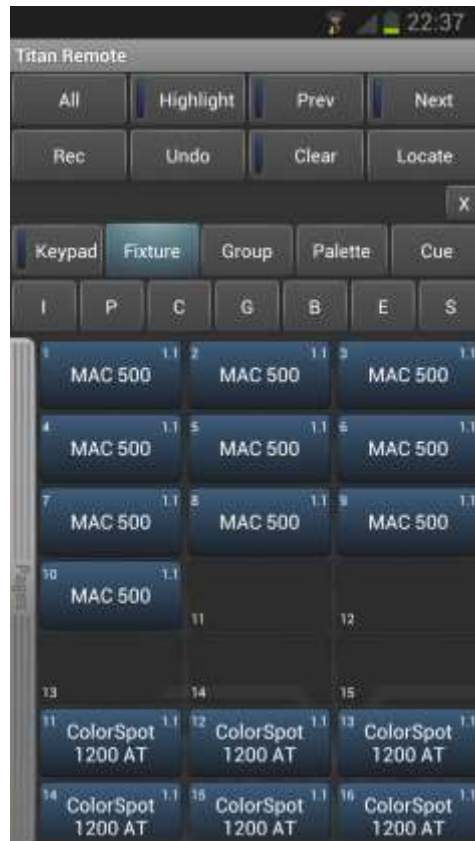 22:37
Titan Remote
All Highlight Prev Next
Rec Undo Clear Locate
X
Keypad Fixture Group Palette Cue
I P C G B E S
1 1.1 2 1.1 3 1.1
MAC 500 MAC 500 MAC 500
4 1.1 5 1.1 6 1.1
MAC 500 MAC 500 MAC 500
7 1.1 8 1.1 9 1.1
MAC 500 MAC 500 MAC 500
10 1.1
MAC 500
11 12
Pages
13 14 15
11 1.1 12 1.1 13 1.1
ColorSpot ColorSpot ColorSpot
1200 AT 1200 AT 1200 AT
14 1.1 15 1.1 16 1.1
ColorSpot ColorSpot ColorSpot
1200 AT 1200 AT 1200 AT